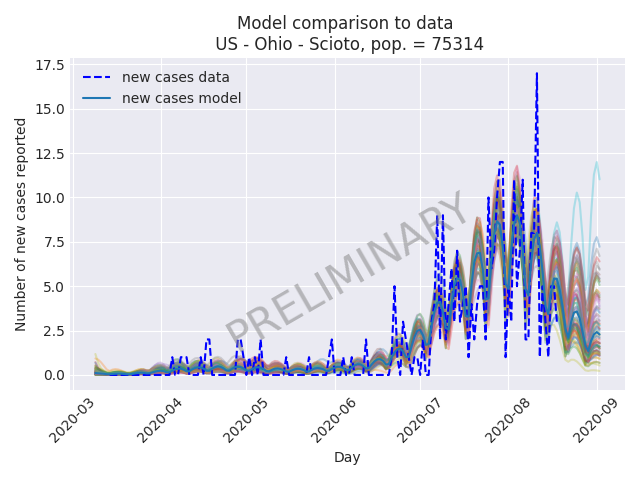 Model comparison to data
US - Ohio - Scioto, pop. = 75314
17.5
15.0
12.5
10.0
7.5
5.0
2.5
0.0
Number of new cases reported
new cases data
new cases model
PRELIMINARY
2020-03
2020-04
2020-05
2020-06
2020-07
2020-08
2020-09
Day